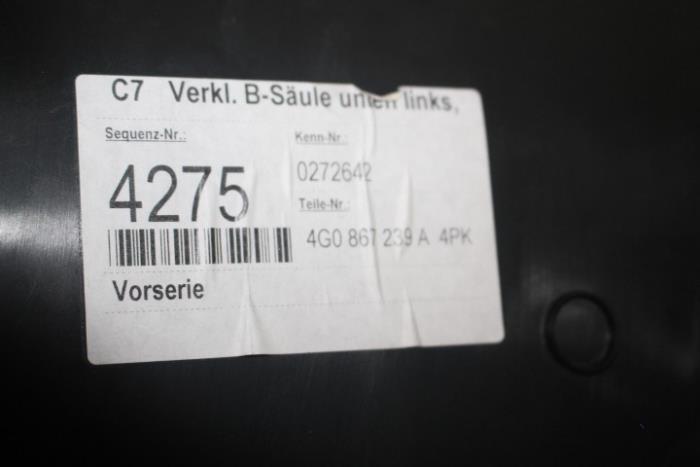 C7 Verkl. B-Säule unten links,
Sequenz-Nr.:
Kenn-Nr.:
4275
0272642
Teile-Nr.:
4G0 867 239 A 4PK
Vorserie